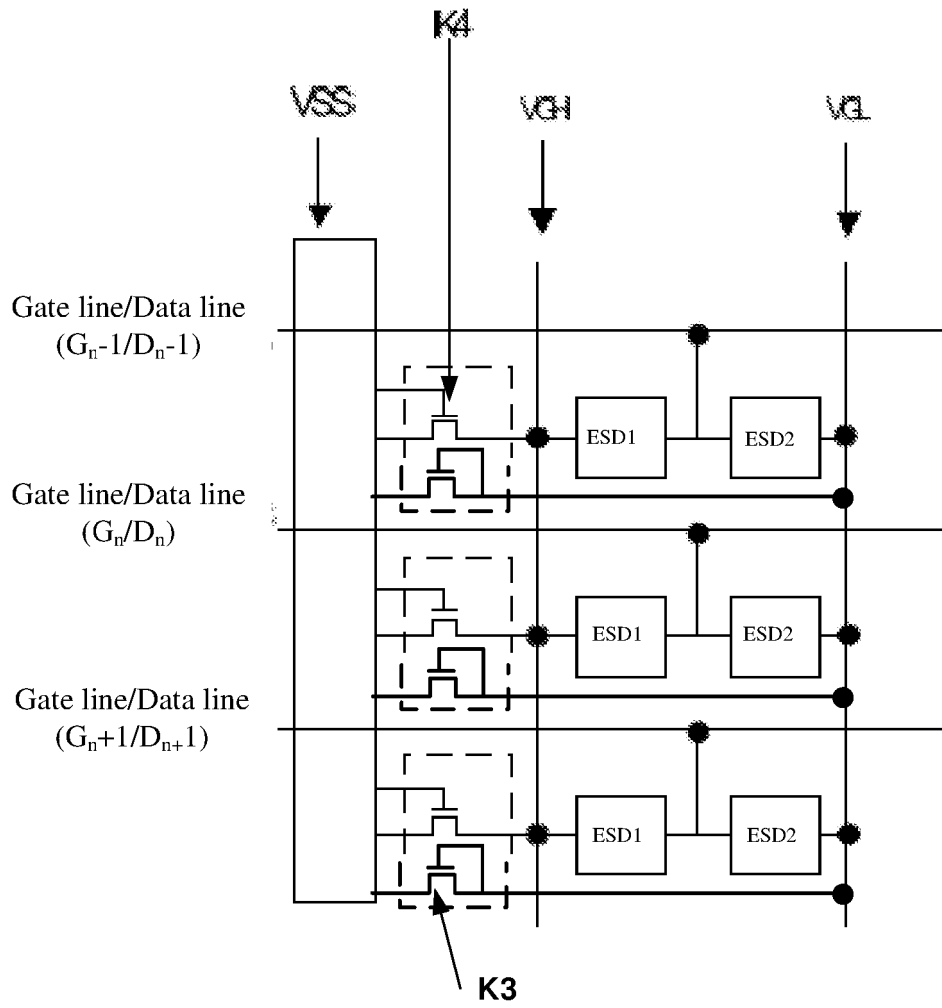 K4
VSS
VGH
VGL
Gate line/Data line
(Gn-1/Dn-1)
ESD1
ESD2
Gate line/Data line
(Gn/Dn)
ESD1
ESD2
Gate line/Data line
(Gn+1/Dn+1)
ESD1
ESD2
K3